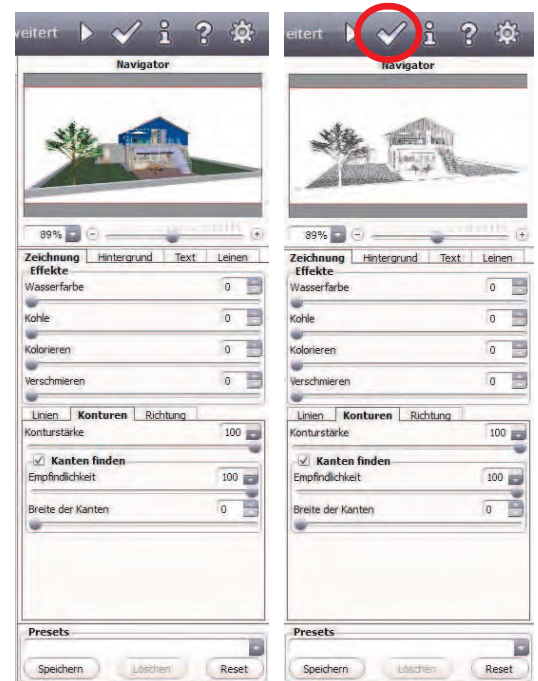 weitert ?
Navigator
89%
Zeichnung Hintergrund Text Leinen
Effekte
Wasserfarbe 0
Kohle 0
Kolorieren 0
Verschmieren 0
Linien Konturen Richtung
Konturstärke 100
Kanten finden
Empfindlichkeit 100
Breite der Kanten 0
Presets
Speichern Löschen Reset
eitert ?
Navigator
89%
Zeichnung Hintergrund Text Leinen
Effekte
Wasserfarbe 0
Kohle 0
Kolorieren 0
Verschmieren 0
Linien Konturen Richtung
Konturstärke 100
Kanten finden
Empfindlichkeit 100
Breite der Kanten 0
Presets
Speichern Löschen Reset